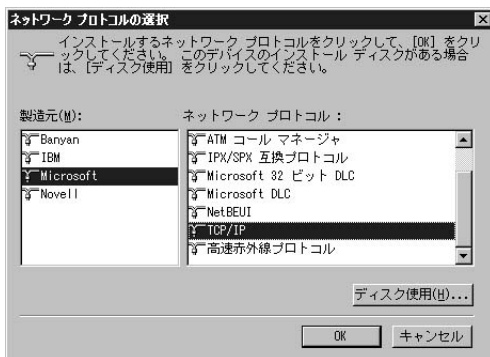 ネットワーク プロトコルの選択
インストールするネットワーク プロトコルをクリックして、[OK] をクリ
ックしてください。 このデバイスのインストール ディスクがある場合
は、[ディスク使用] をクリックしてください。
製造元(M):
Banyan
IBM
Microsoft
Novell
ネットワーク プロトコル :
ATM コール マネージャ
IPX/SPX 互換プロトコル
Microsoft 32 ビット DLC
Microsoft DLC
NetBEUI
TCP/IP
高速赤外線プロトコル
ディスク使用(H)...
OK
キャンセル